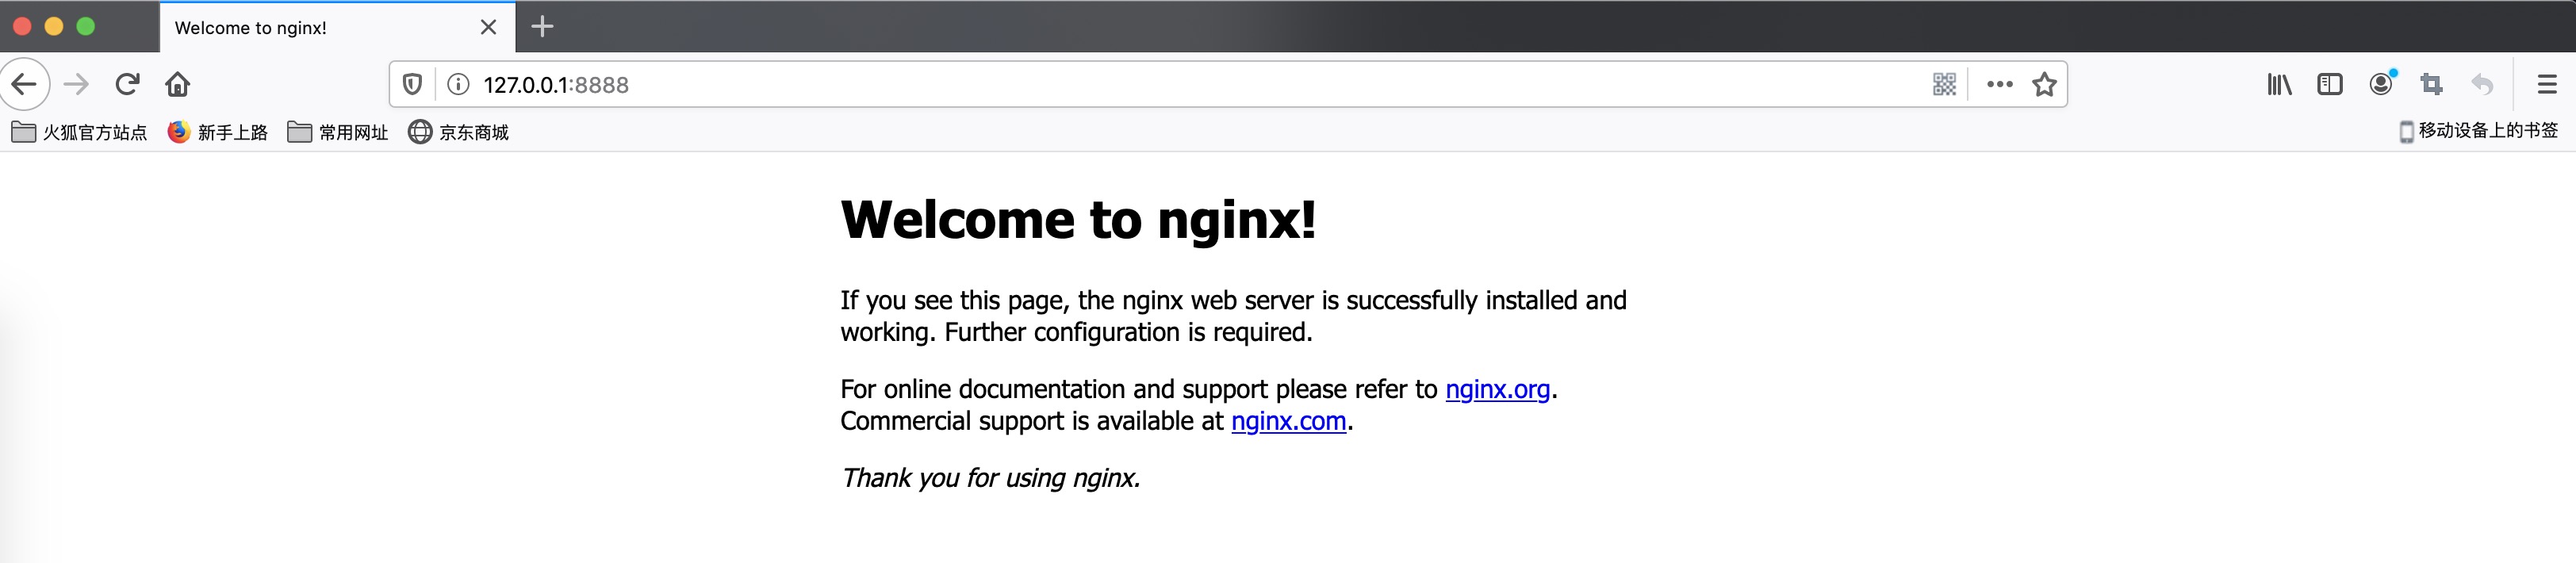 Welcome to nginx!
127.0.0.1:8888
火狐官方站点 新手上路 常用网址 京东商城 移动设备上的书签
Welcome to nginx!
If you see this page, the nginx web server is successfully installed and
working. Further configuration is required.
For online documentation and support please refer to nginx.org.
Commercial support is available at nginx.com.
Thank you for using nginx.